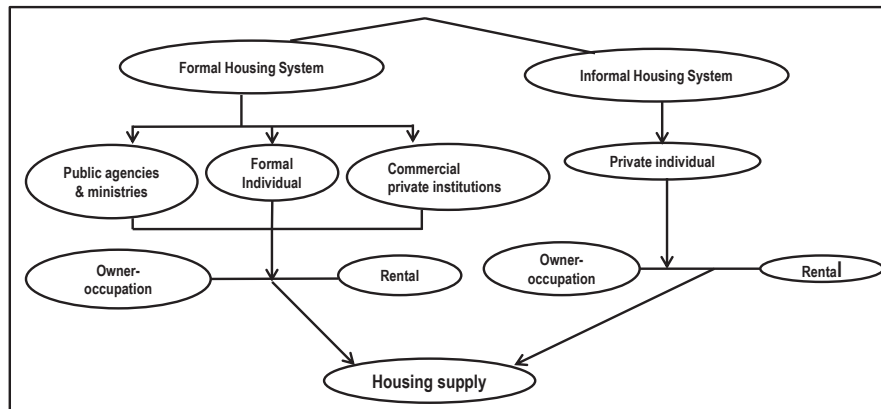 Formal Housing System
Informal Housing System
Public agencies
& ministries
Formal
Individual
Commercial
private institutions
Private individual
Owner-
occupation
Rental
Owner-
occupation
Rental
Housing supply